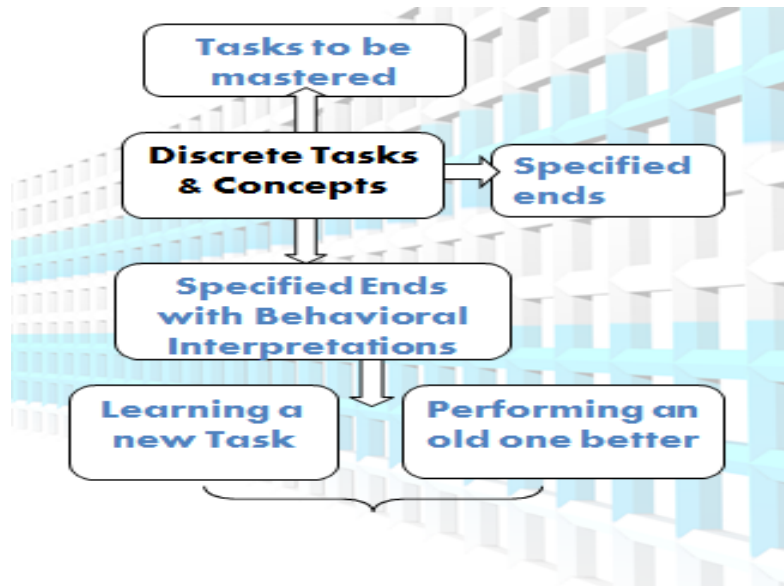 Tasks to be
mastered
Discrete Tasks
& Concepts
Specified
ends
Specified Ends
with Behavioral
Interpretations
Learning a
new Task
Performing an
old one better